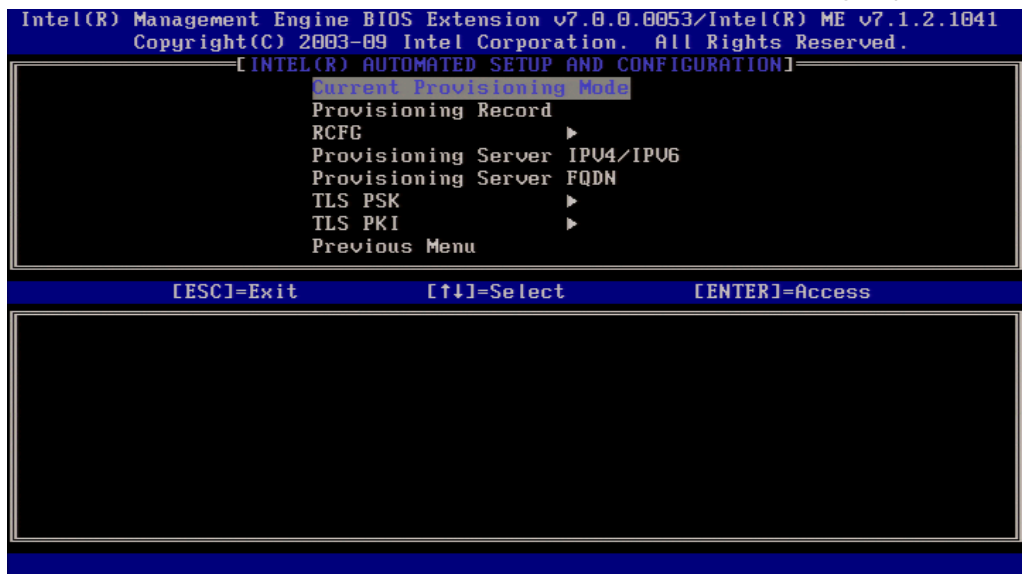 Intel(R) Management Engine BIOS Extension v7.0.0.0053/Intel(R) ME v7.1.2.1041
Copyright(C) 2003-09 Intel Corporation. All Rights Reserved.
[ INTEL(R) AUTOMATED SETUP AND CONFIGURATION]
Current Provisioning Mode
Provisioning Record
RCFG ►
Provisioning Server IPV4/IPV6
Provisioning Server FQDN
TLS PSK ►
TLS PKI ►
Previous Menu
[ESC]=Exit [↑↓]=Select [ENTER]=Access